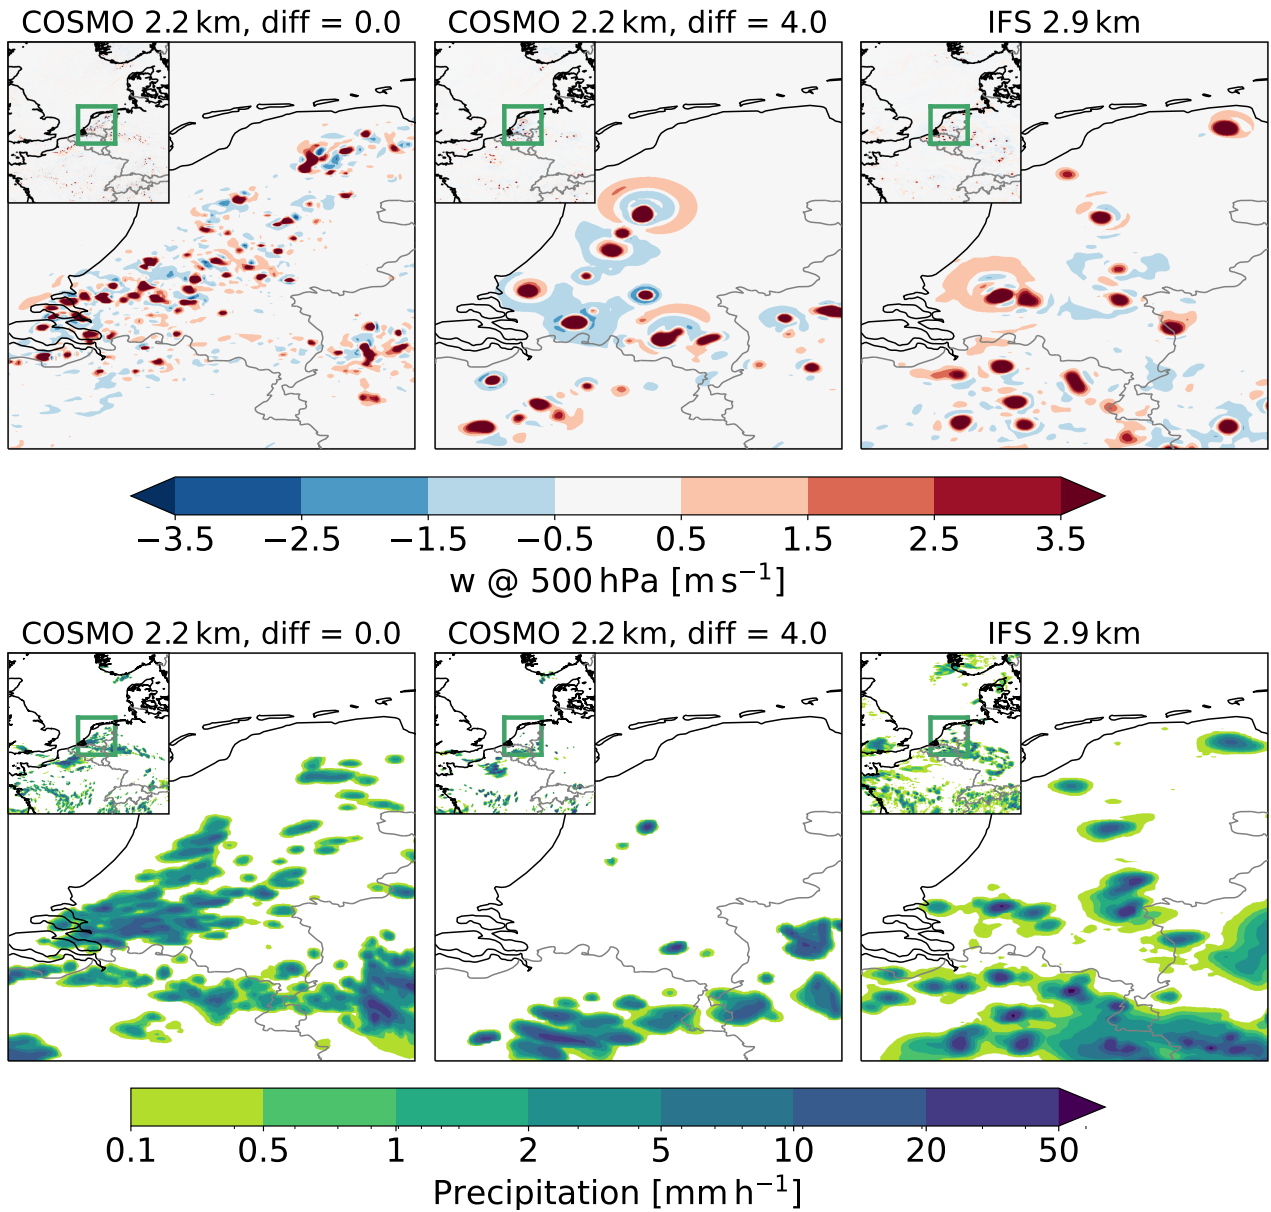 COSMO 2.2 km, diff = 0.0
COSMO 2.2 km, diff = 4.0
IFS 2.9 km
−3.5 −2.5 −1.5 −0.5 0.5 1.5 2.5 3.5
w @ 500 hPa [m s⁻¹]
COSMO 2.2 km, diff = 0.0
COSMO 2.2 km, diff = 4.0
IFS 2.9 km
0.1 0.5 1 2 5 10 20 50
Precipitation [mm h⁻¹]